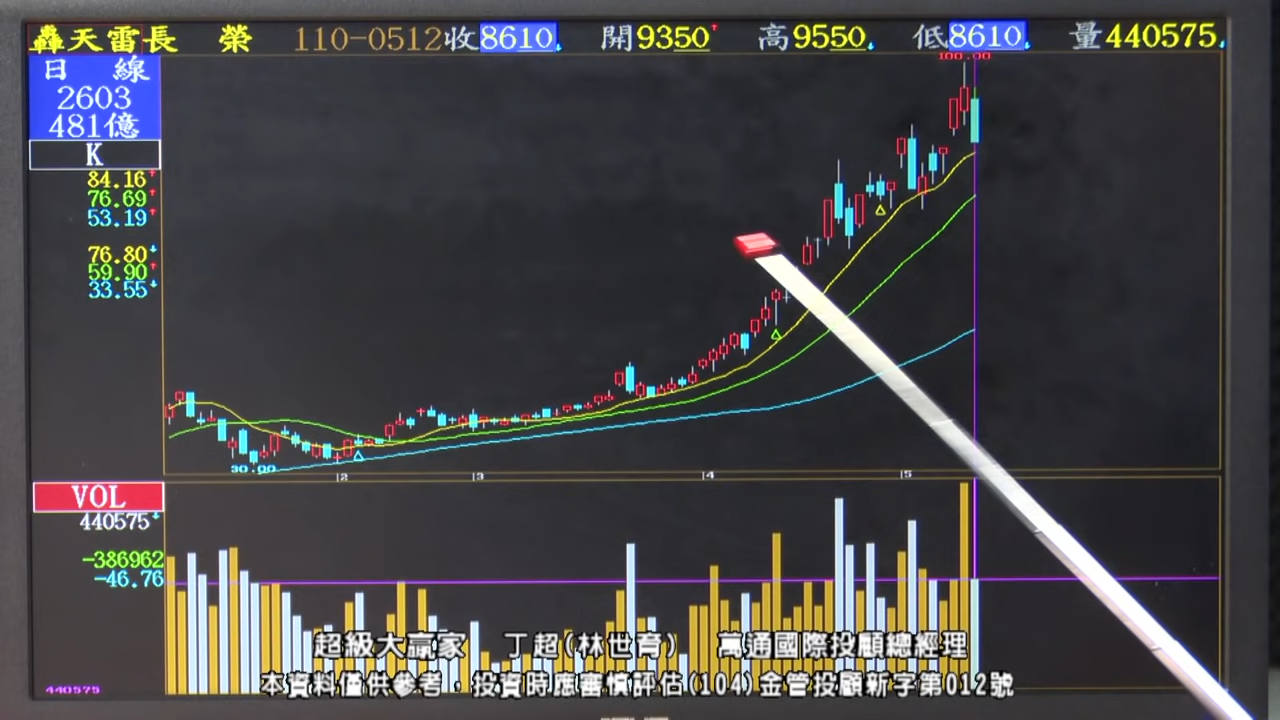 轟天雷長 榮 110-0512收8610 開9350 高9550 低8610 量440575
日 線
2603
481億
K
84.16
76.69
53.19
76.80
59.90
33.55
100.00
30.00
2 3 4 5
VOL
440575
-386962
-46.76
440575
超級大贏家 丁超(林世育) 萬通國際投顧總經理
本資料僅供參考，投資時應審慎評估(104)金管投顧新字第012號